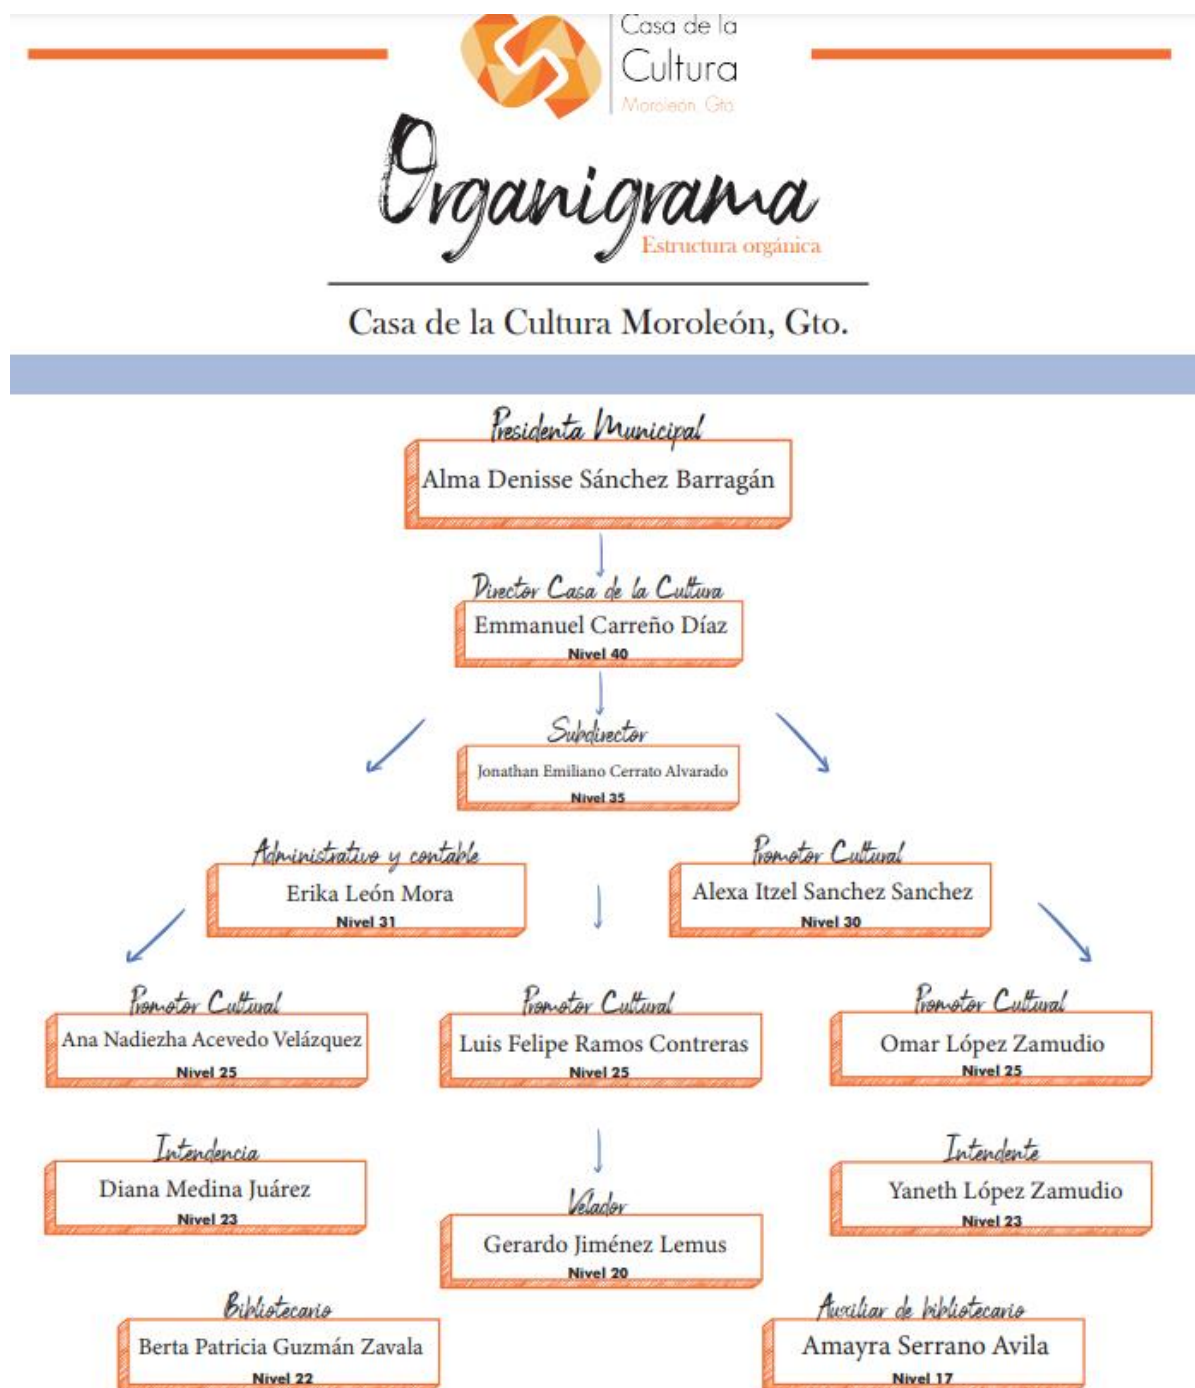 Casa de la
Cultura
Moroleón, Gto
Organigrama
Estructura orgánica
Casa de la Cultura Moroleón, Gto.
Presidenta Municipal
Alma Denisse Sánchez Barragán
Director Casa de la Cultura
Emmanuel Carreño Díaz
Nivel 40
Subdirector
Jonathan Emiliano Cerrato Alvarado
Nivel 35
Administrativo y contable
Erika León Mora
Nivel 31
Promotor Cultural
Alexa Itzel Sanchez Sanchez
Nivel 30
Promotor Cultural
Ana Nadiezha Acevedo Velázquez
Nivel 25
Promotor Cultural
Luis Felipe Ramos Contreras
Nivel 25
Promotor Cultural
Omar López Zamudio
Nivel 25
Intendencia
Diana Medina Juárez
Nivel 23
Velador
Gerardo Jiménez Lemus
Nivel 20
Intendente
Yaneth López Zamudio
Nivel 23
Bibliotecario
Berta Patricia Guzmán Zavala
Nivel 22
Auxiliar de bibliotecario
Amayra Serrano Avila
Nivel 17